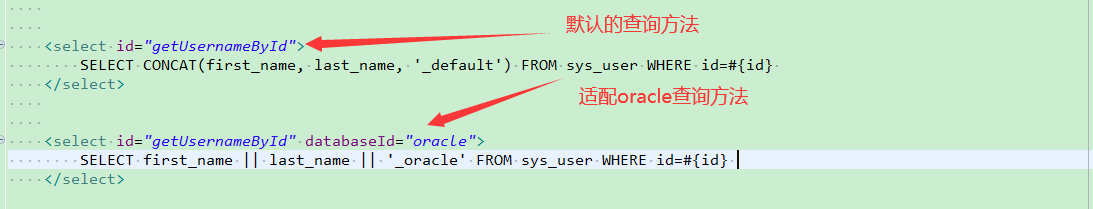 默认的查询方法
<select id="getUsernameById">
SELECT CONCAT(first_name, last_name, '_default') FROM sys_user WHERE id=#{id}
</select>
适配oracle查询方法
<select id="getUsernameById" databaseId="oracle">
SELECT first_name || last_name || '_oracle' FROM sys_user WHERE id=#{id}
</select>